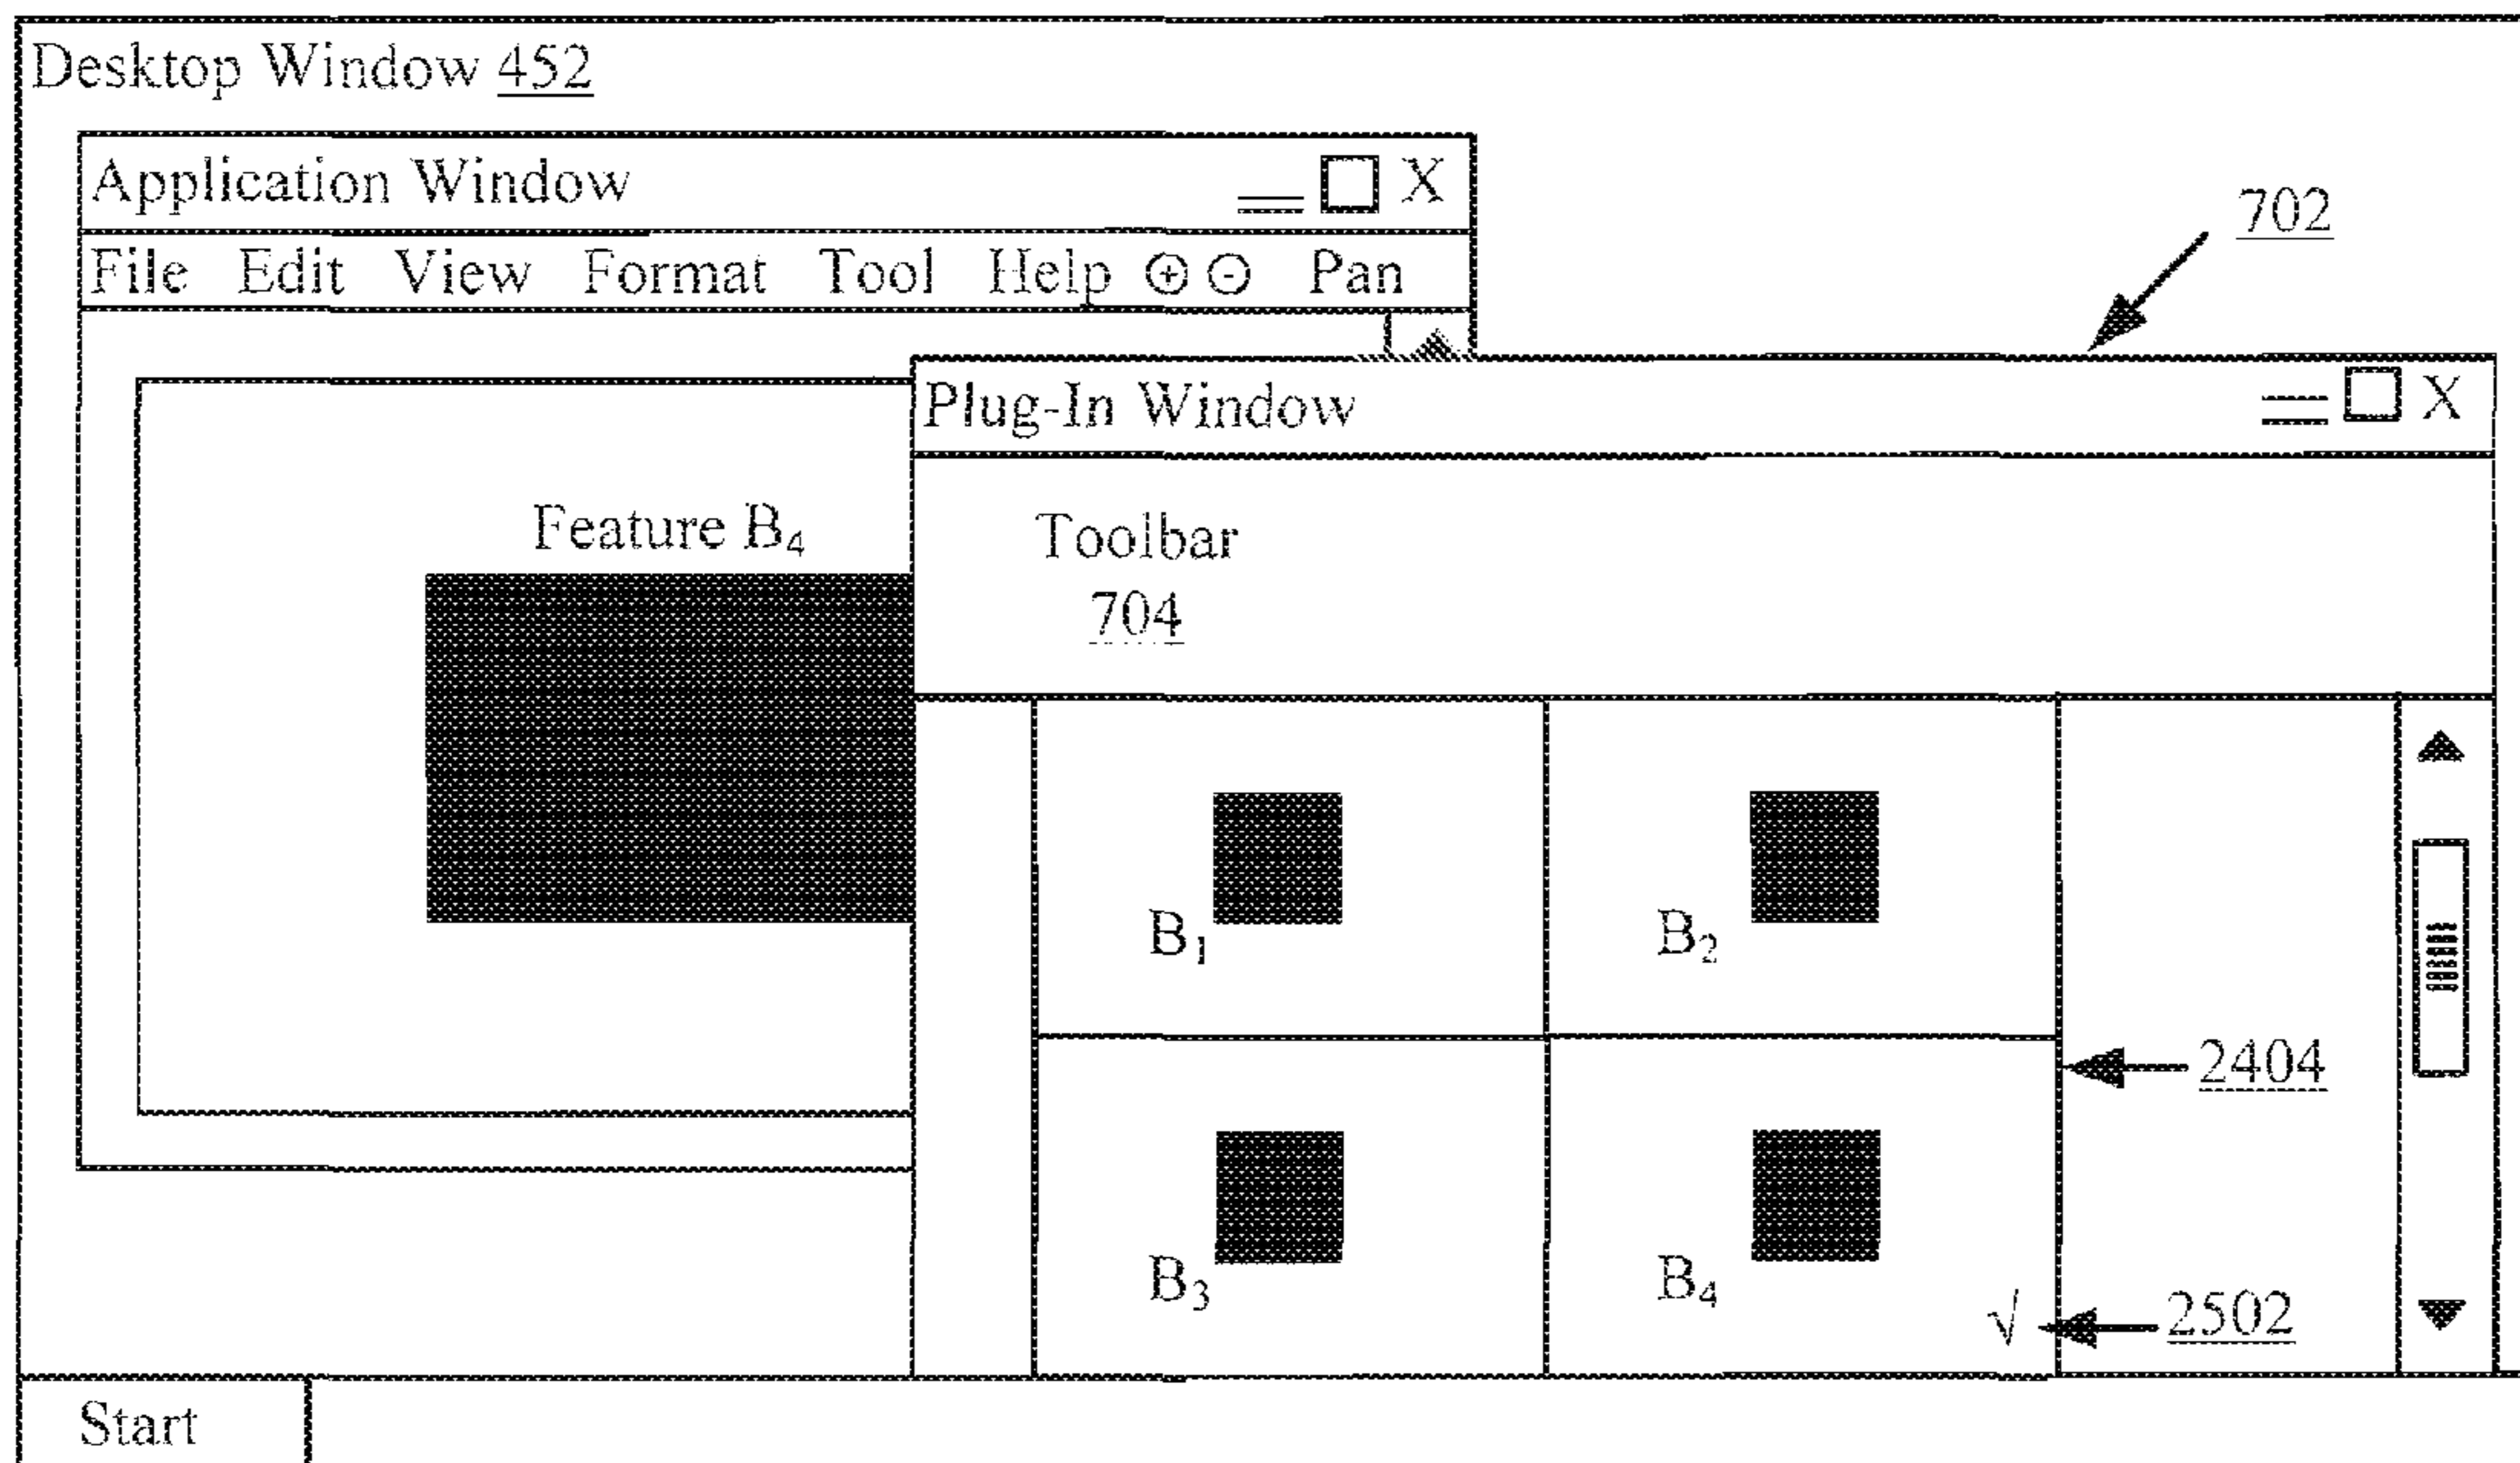 Desktop Window 452
Application Window X
File Edit View Format Tool Help + - Pan
702
Plug-In Window X
Feature B₄
Toolbar
704
B₁ B₂
2404
B₃ B₄
√ 2502
Start